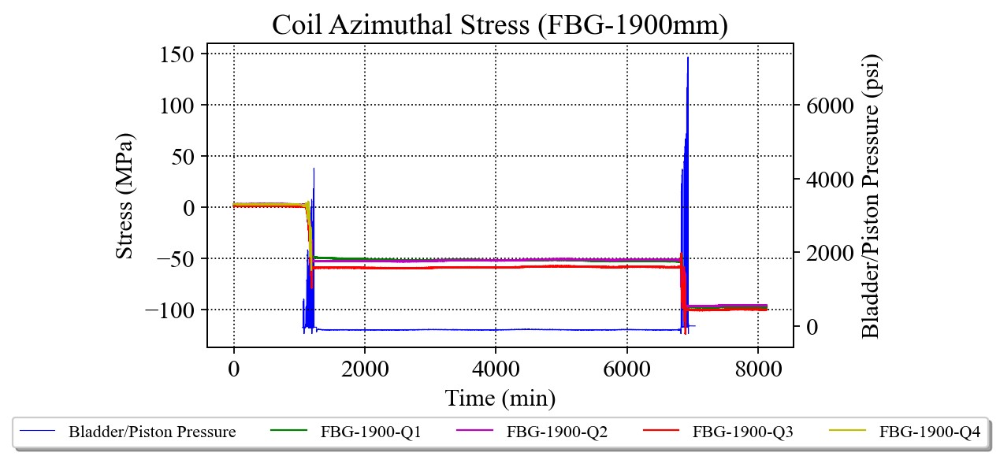 Coil Azimuthal Stress (FBG-1900mm)
150
100
50
0
−50
−100
Stress (MPa)
6000
4000
2000
0
Bladder/Piston Pressure (psi)
0 2000 4000 6000 8000
Time (min)
Bladder/Piston Pressure FBG-1900-Q1 FBG-1900-Q2 FBG-1900-Q3 FBG-1900-Q4